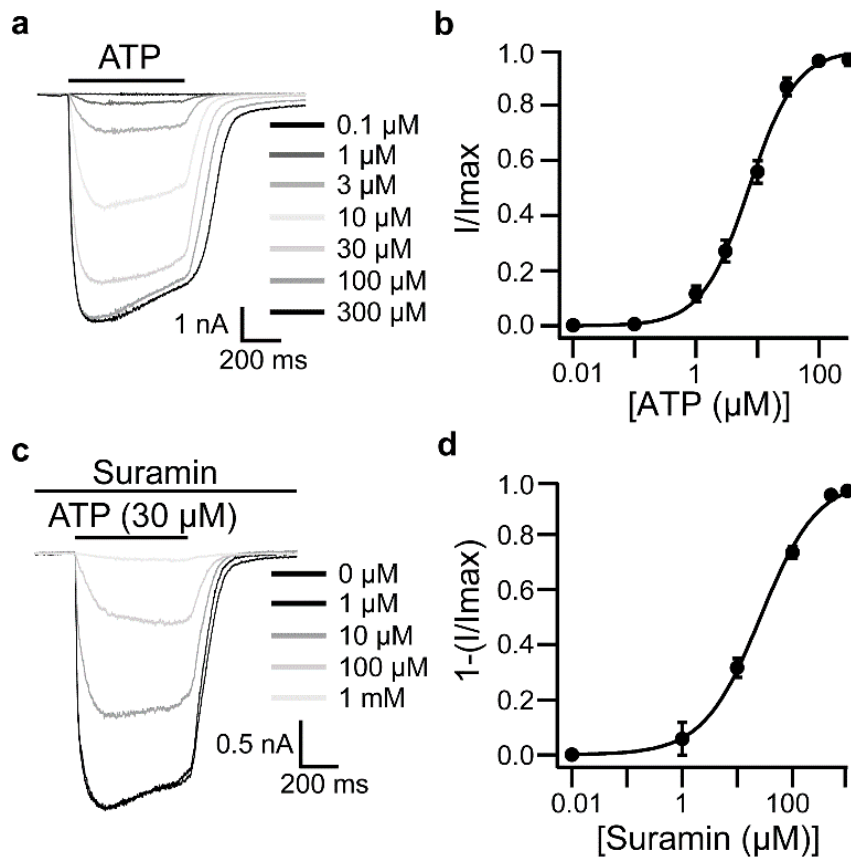 a
ATP
0.1 µM
1 µM
3 µM
10 µM
30 µM
100 µM
300 µM
1 nA
200 ms
b
I/Imax
1.0
0.8
0.6
0.4
0.2
0.0
0.01
1
100
[ATP (µM)]
c
Suramin
ATP (30 µM)
0 µM
1 µM
10 µM
100 µM
1 mM
0.5 nA
200 ms
d
1-(I/Imax)
1.0
0.8
0.6
0.4
0.2
0.0
0.01
1
100
[Suramin (µM)]